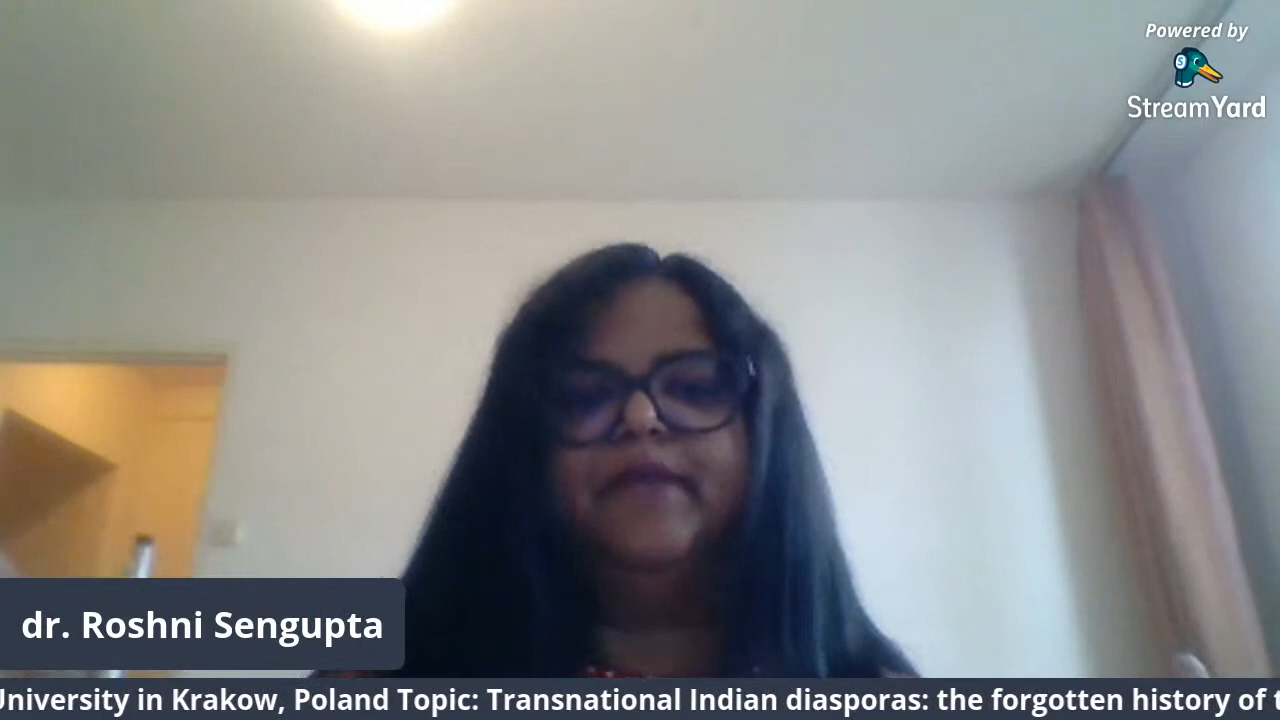 Powered by
StreamYard
dr. Roshni Sengupta
University in Krakow, Poland Topic: Transnational Indian diasporas: the forgotten history of